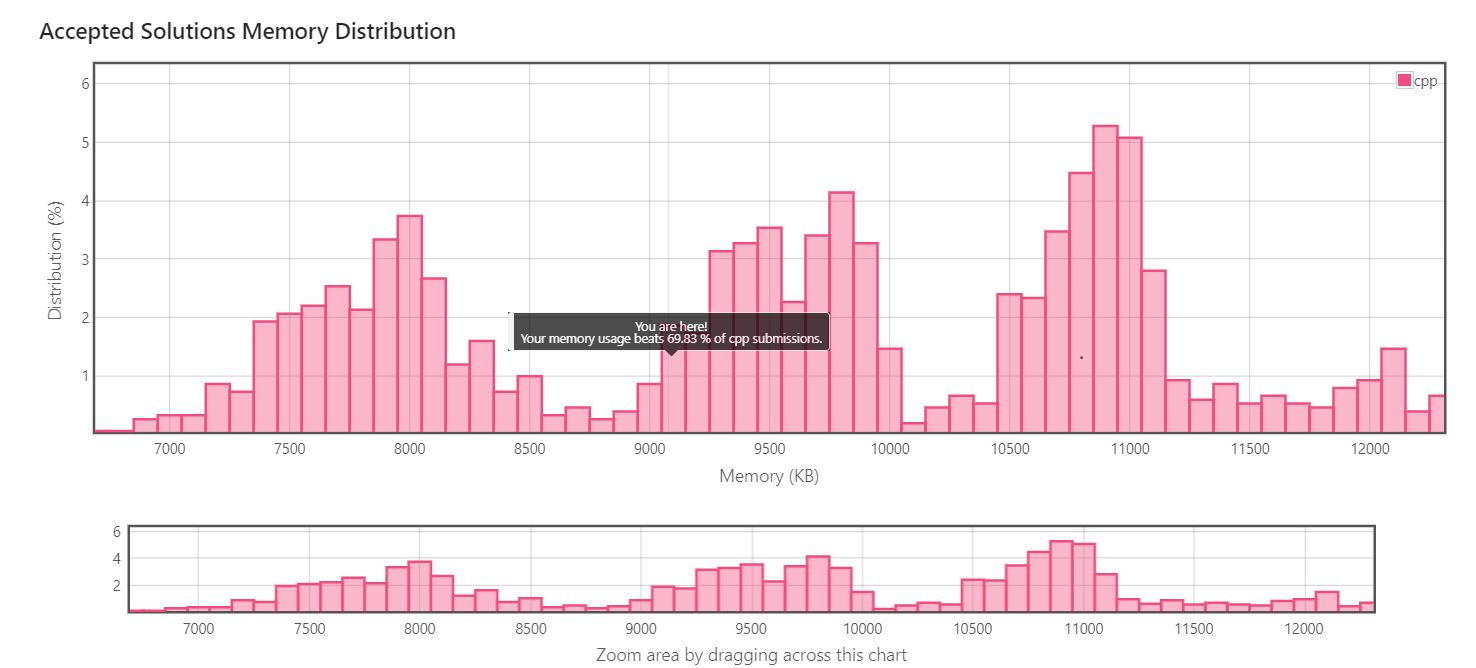 Accepted Solutions Memory Distribution
6
cpp
5
4
3
2
1
Distribution (%)
You are here!
Your memory usage beats 69.83 % of cpp submissions.
7000 7500 8000 8500 9000 9500 10000 10500 11000 11500 12000
Memory (KB)
6
4
2
7000 7500 8000 8500 9000 9500 10000 10500 11000 11500 12000
Zoom area by dragging across this chart